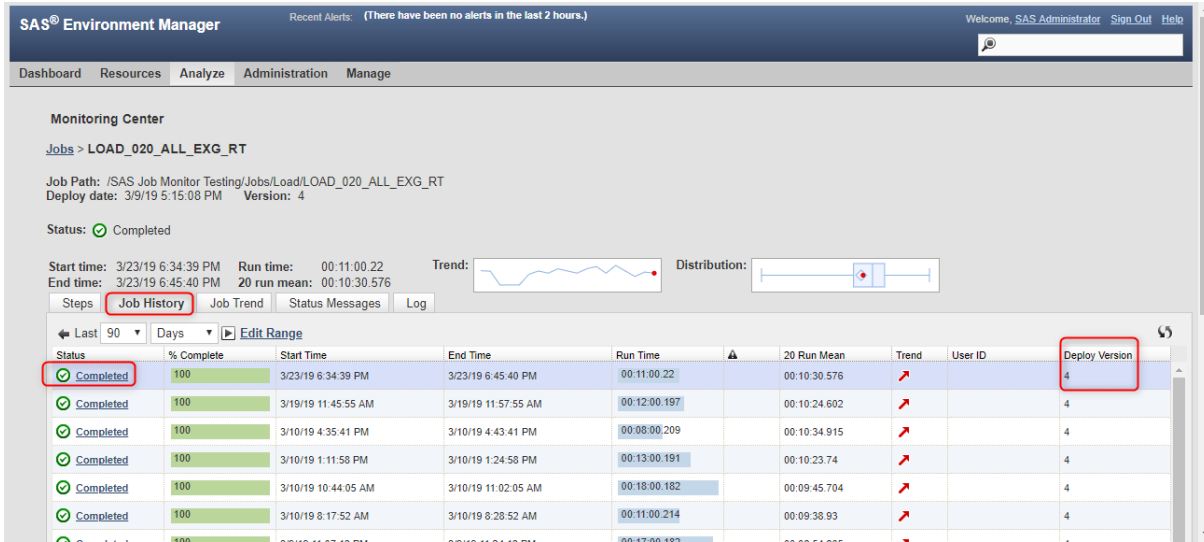 SAS® Environment Manager
Recent Alerts: (There have been no alerts in the last 2 hours.)
Welcome, SAS Administrator Sign Out Help
Dashboard Resources Analyze Administration Manage
Monitoring Center
Jobs > LOAD_020_ALL_EXG_RT
Job Path: /SAS Job Monitor Testing/Jobs/Load/LOAD_020_ALL_EXG_RT
Deploy date: 3/9/19 5:15:08 PM Version: 4
Status: Completed
Start time: 3/23/19 6:34:39 PM Run time: 00:11:00.22 Trend: Distribution:
End time: 3/23/19 6:45:40 PM 20 run mean: 00:10:30.576
Steps Job History Job Trend Status Messages Log
Last 90 Days Edit Range
Status % Complete Start Time End Time Run Time 20 Run Mean Trend User ID Deploy Version
Completed 100 3/23/19 6:34:39 PM 3/23/19 6:45:40 PM 00:11:00.22 00:10:30.576 4
Completed 100 3/19/19 11:45:55 AM 3/19/19 11:57:55 AM 00:12:00.197 00:10:24.602 4
Completed 100 3/10/19 4:35:41 PM 3/10/19 4:43:41 PM 00:08:00.209 00:10:34.915 4
Completed 100 3/10/19 1:11:58 PM 3/10/19 1:24:58 PM 00:13:00.191 00:10:23.74 4
Completed 100 3/10/19 10:44:05 AM 3/10/19 11:02:05 AM 00:18:00.182 00:09:45.704 4
Completed 100 3/10/19 8:17:52 AM 3/10/19 8:28:52 AM 00:11:00.214 00:09:38.93 4